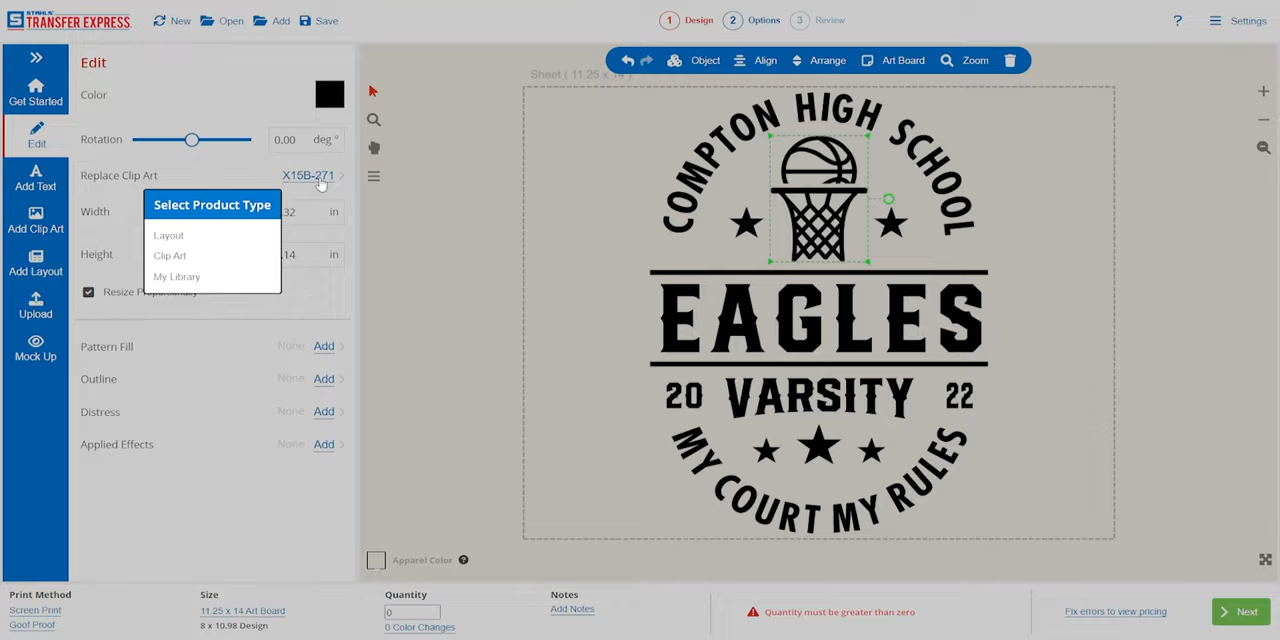 STAHLS'
TRANSFER EXPRESS.
New
Open
Add
Save
1 Design
2 Options
3 Review
?
Settings
Get Started
Edit
Add Text
Add Clip Art
Add Layout
Upload
Mock Up
Edit
Color
Rotation
0.00 deg °
Replace Clip Art
X15B-271
Select Product Type
Layout
Clip Art
My Library
Width
.32 in
Height
.14 in
Resize Proportionally
Pattern Fill
None
Add
Outline
None
Add
Distress
None
Add
Applied Effects
None
Add
Object
Align
Arrange
Art Board
Zoom
Sheet ( 11.25 x 14 )
COMPTON HIGH SCHOOL
EAGLES
20 VARSITY 22
MY COURT MY RULES
Apparel Color
?
Print Method
Screen Print
Goof Proof
Size
11.25 x 14 Art Board
8 x 10.98 Design
Quantity
0
0 Color Changes
Notes
Add Notes
Quantity must be greater than zero
Fix errors to view pricing
Next